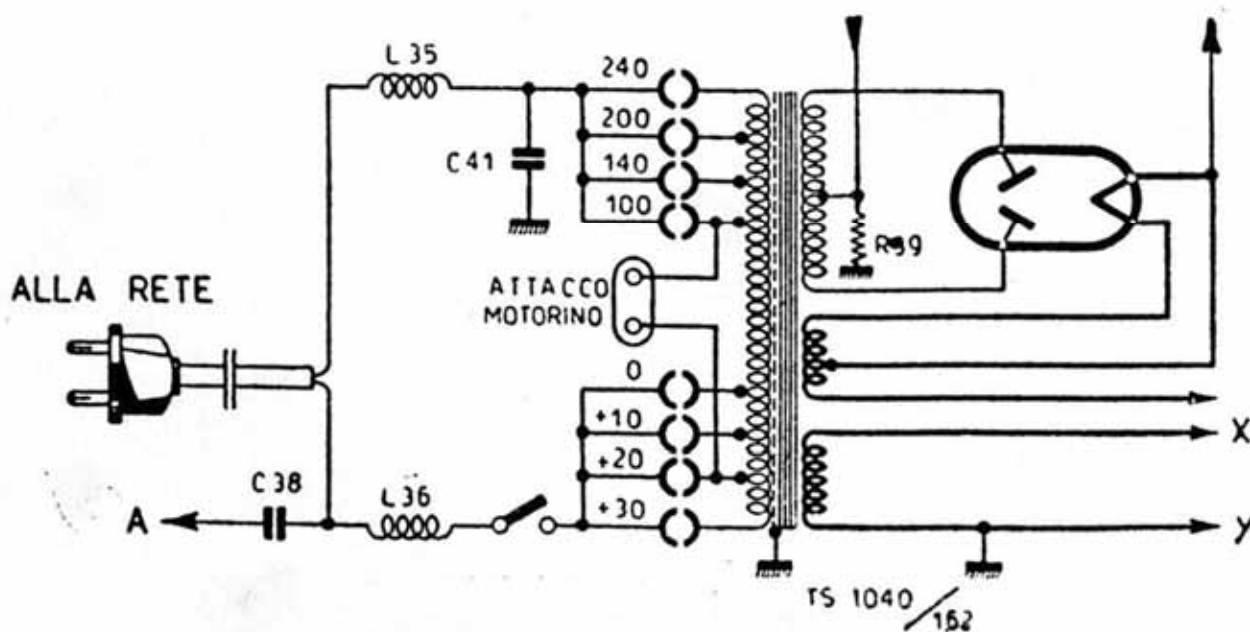 L 35
240
200
C 41
140
100
R 39
ATTACCO
MOTORINO
ALLA RETE
0
+10
+20
+30
X
C 38
L 36
A
Y
TS 1040/162